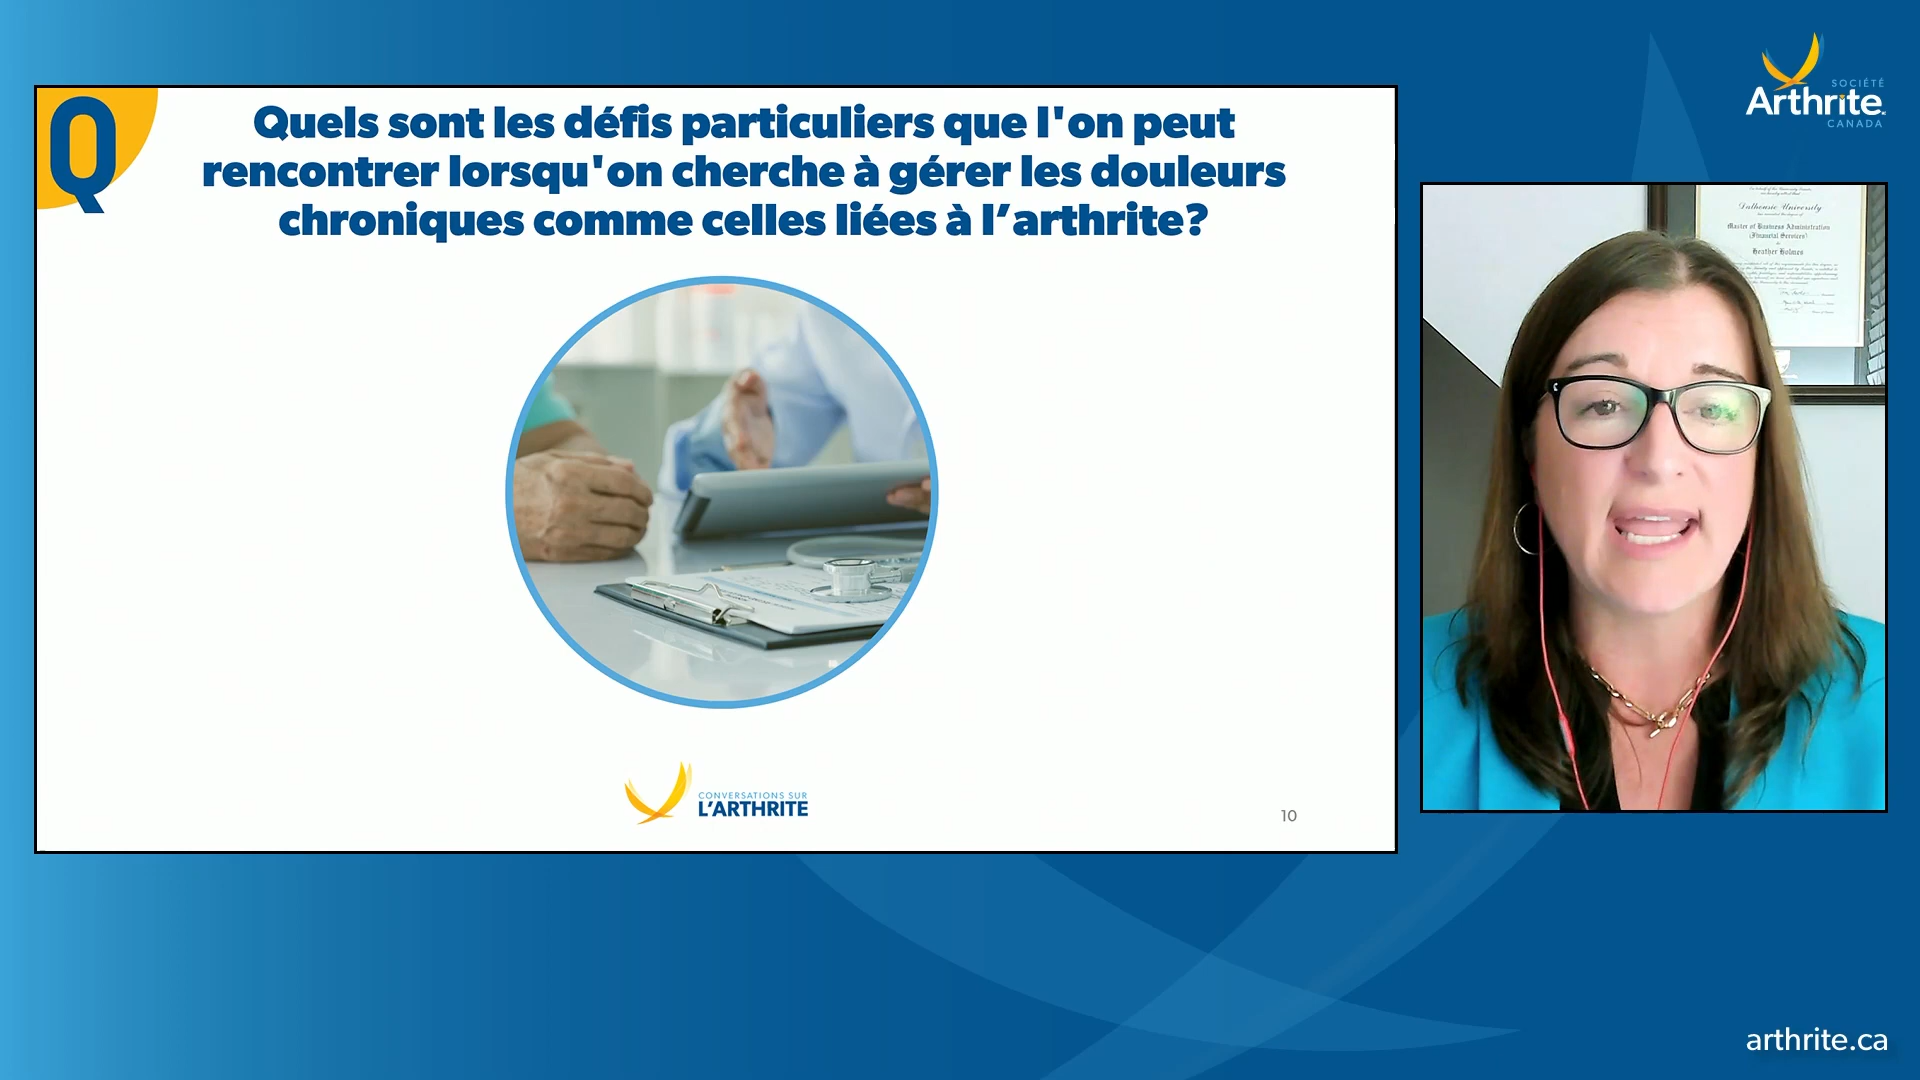 Q
Quels sont les défis particuliers que l'on peut
rencontrer lorsqu'on cherche à gérer les douleurs
chroniques comme celles liées à l’arthrite?
CONVERSATIONS SUR
L'ARTHRITE
10
SOCIÉTÉ
Arthrite
CANADA
Dalhousie University
Master of Business Administration
(Financial Services)
Heather Holmes
arthrite.ca